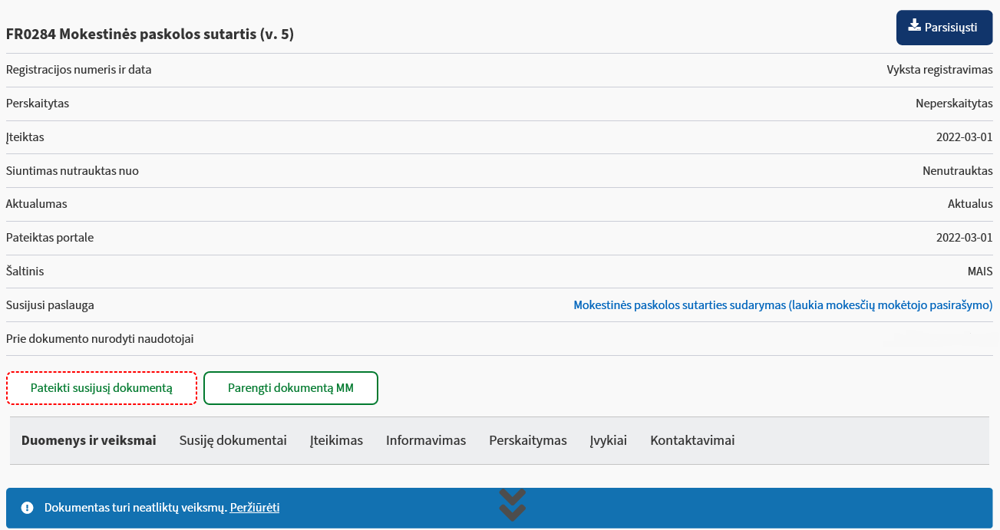 FR0284 Mokestinės paskolos sutartis (v. 5)
Parsisiųsti
Registracijos numeris ir data Vyksta registravimas
Perskaitytas Neperskaitytas
Įteiktas 2022-03-01
Siuntimas nutrauktas nuo Nenutrauktas
Aktualumas Aktualus
Pateiktas portale 2022-03-01
Šaltinis MAIS
Susijusi paslauga Mokestinės paskolos sutarties sudarymas (laukia mokesčių mokėtojo pasirašymo)
Prie dokumento nurodyti naudotojai
Pateikti susijusį dokumentą Parengti dokumentą MM
Duomenys ir veiksmai Susiję dokumentai Įteikimas Informavimas Perskaitymas Įvykiai Kontaktavimai
Dokumentas turi neatliktų veiksmų. Peržiūrėti